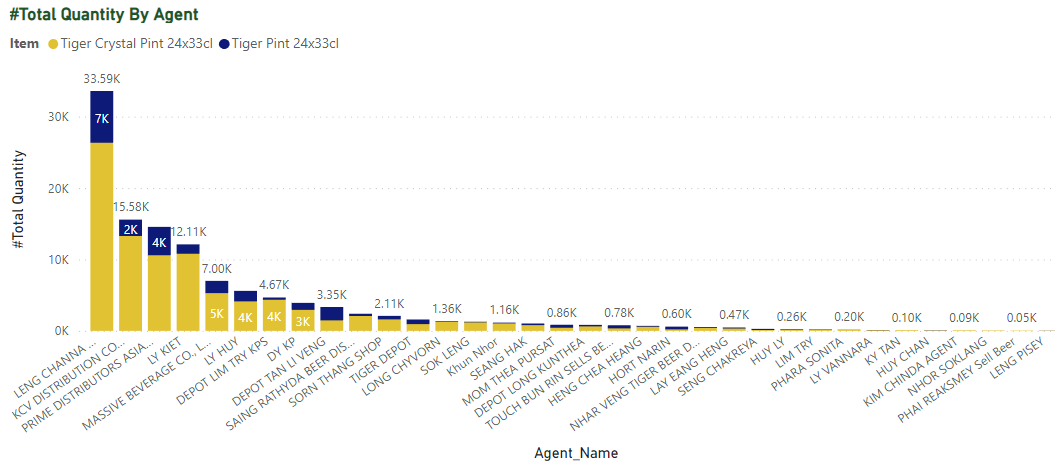 #Total Quantity By Agent
Item Tiger Crystal Pint 24x33cl Tiger Pint 24x33cl
#Total Quantity
30K
20K
10K
0K
33.59K
15.58K
12.11K
7.00K
4.67K
3.35K
2.11K
1.36K
1.16K
0.86K
0.78K
0.60K
0.47K
0.26K
0.20K
0.10K
0.09K
0.05K
7K
2K
4K
5K
4K
4K
3K
LENG CHANNA ...
KCV DISTRIBUTION CO...
PRIME DISTRIBUTORS ASIA...
LY KIET
MASSIVE BEVERAGE CO., L...
LY HUY
DEPOT LIM TRY KPS
DY KP
DEPOT TAN LI VENG
SAING RATHYDA BEER DIS...
SORN THANG SHOP
TIGER DEPOT
LONG CHYVORN
SOK LENG
Khun Nhor
SEANG HAK
MOM THEA PURSAT
DEPOT LONG KUNTHEA
TOUCH BUN RIN SELLS BE...
HENG CHEA HEANG
HORT NARIN
NHAR VENG TIGER BEER D...
LAY EANG HENG
SENG CHAKREYA
HUY LY
LIM TRY
PHARA SONITA
LY VANNARA
KY TAN
HUY CHAN
KIM CHINDA AGENT
NHOR SOKLANG
PHAI REAKSMEY Sell Beer
LENG PISEY
Agent_Name